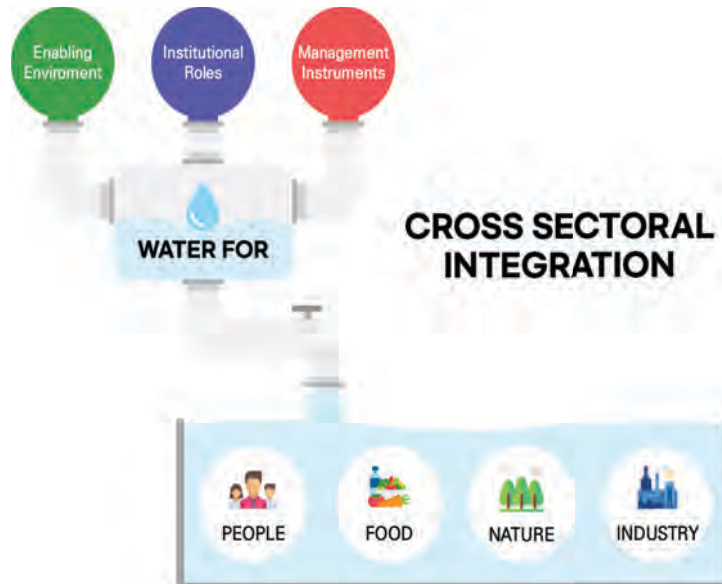 Enabling
Enviroment
Institutional
Roles
Management
Instruments
WATER FOR
CROSS SECTORAL
INTEGRATION
PEOPLE
FOOD
NATURE
INDUSTRY